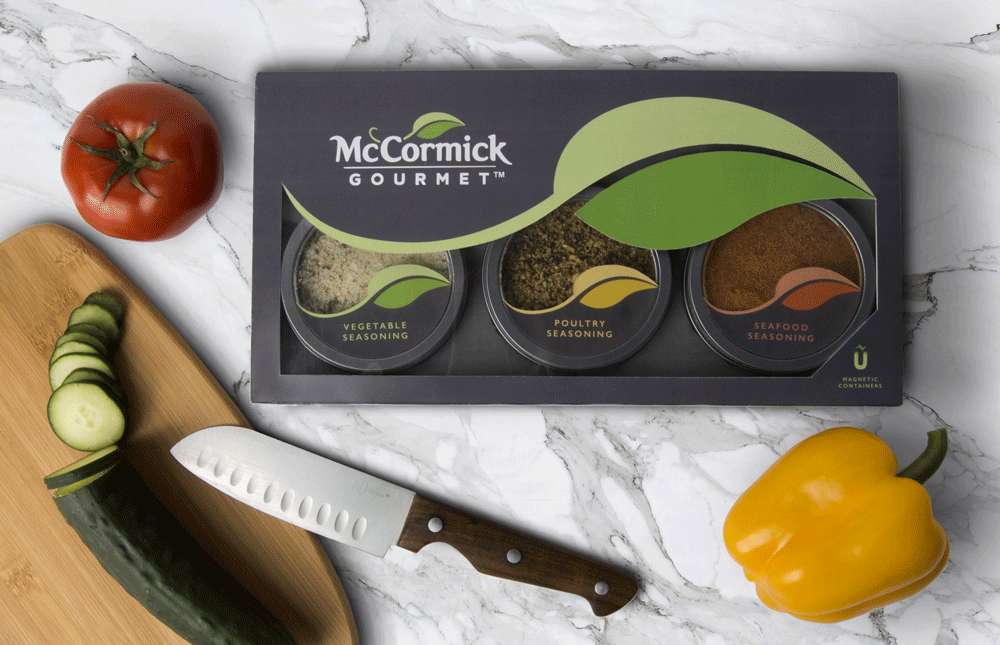 McCormick
GOURMET™
VEGETABLE
SEASONING
POULTRY
SEASONING
SEAFOOD
SEASONING
MAGNETIC
CONTAINERS